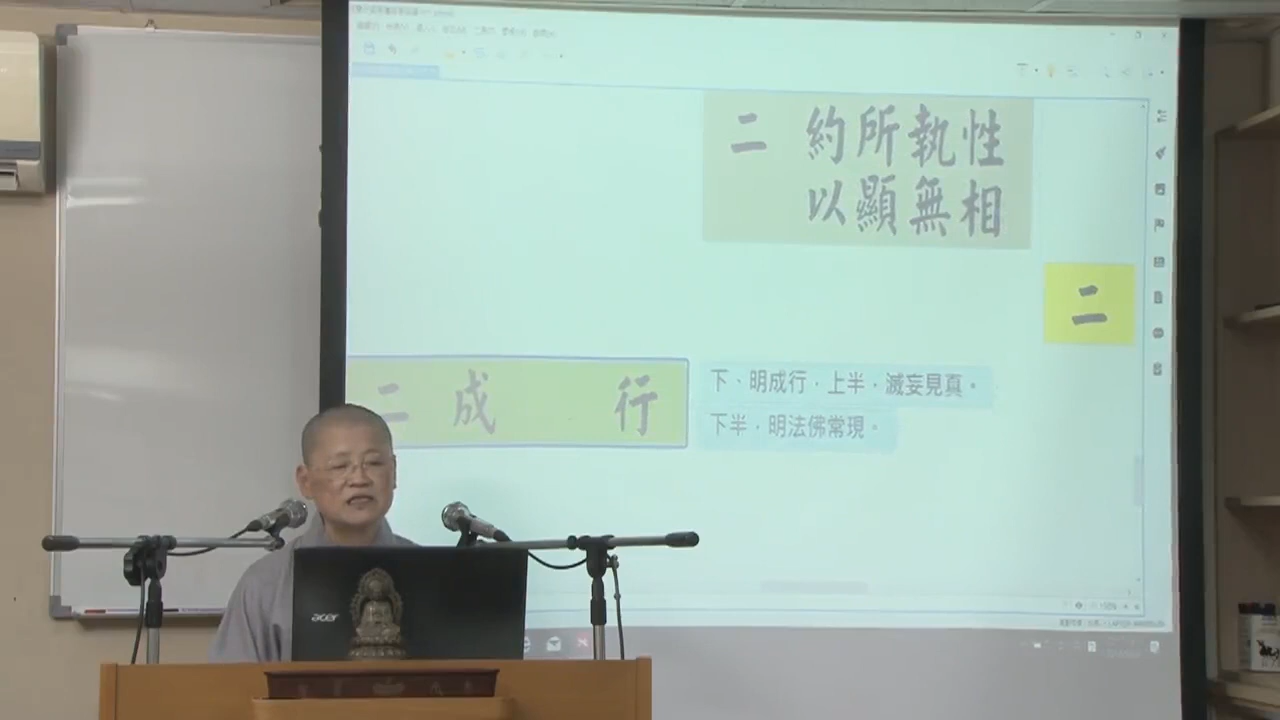 二 約所執性
以顯無相
二
二 成 行
下、明成行，上半，滅妄見真。
下半，明法佛常現。
acer